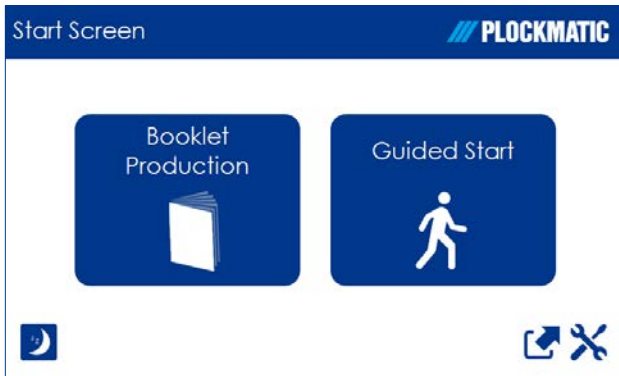 Start Screen
PLOCKMATIC
Booklet
Production
Guided Start